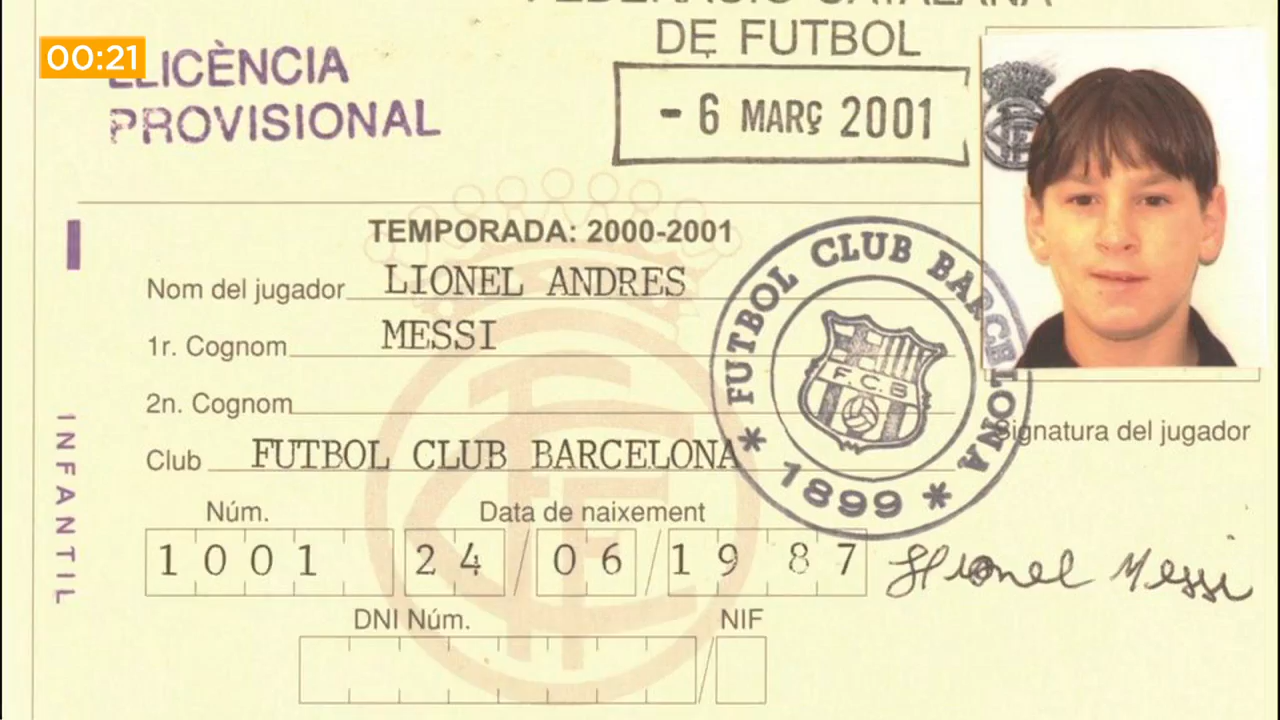 00:21
DE FUTBOL
LLICÈNCIA
PROVISIONAL
- 6 MARÇ 2001
TEMPORADA: 2000-2001
Nom del jugador LIONEL ANDRES
1r. Cognom MESSI
2n. Cognom
Club FUTBOL CLUB BARCELONA
FUTBOL CLUB BARCELONA
F.C.B
* 1899 *
Signatura del jugador
INFANTIL
Núm. Data de naixement
1001 24 / 06 / 1987
Lionel Messi
DNI Núm. NIF